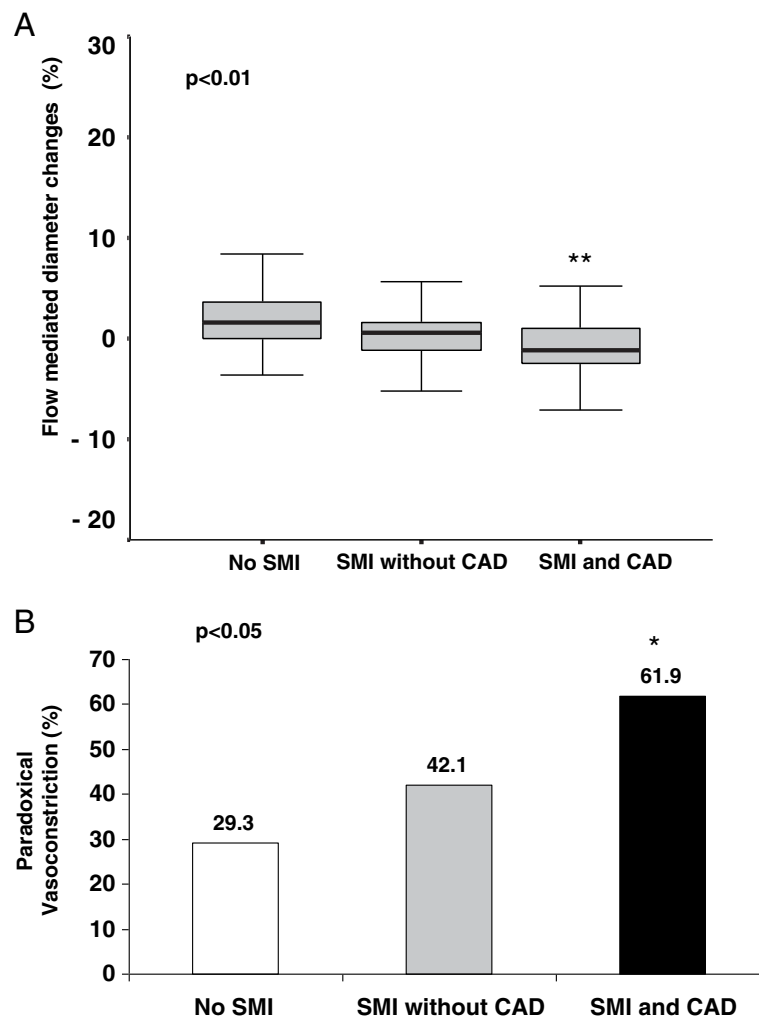 A
Flow mediated diameter changes (%)
30
20
10
0
- 10
- 20
p<0.01
**
No SMI
SMI without CAD
SMI and CAD
B
Paradoxical
Vasoconstriction (%)
70
60
50
40
30
20
10
0
p<0.05
29.3
42.1
*
61.9
No SMI
SMI without CAD
SMI and CAD